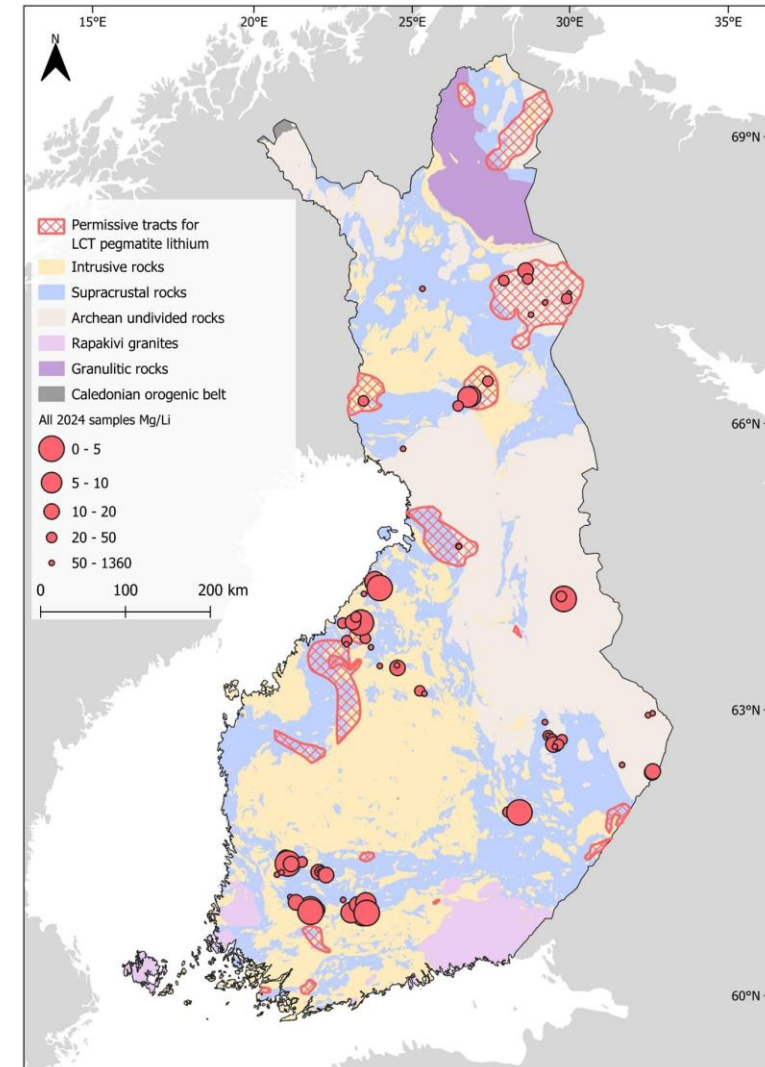 15°E 20°E 25°E 30°E 35°E
N
69°N
Permissive tracts for
LCT pegmatite lithium
Intrusive rocks
Supracrustal rocks
Archean undivided rocks
Rapakivi granites
Granulitic rocks
Caledonian orogenic belt
All 2024 samples Mg/Li
0 - 5
5 - 10
10 - 20
20 - 50
50 - 1360
0 100 200 km
66°N
63°N
60°N